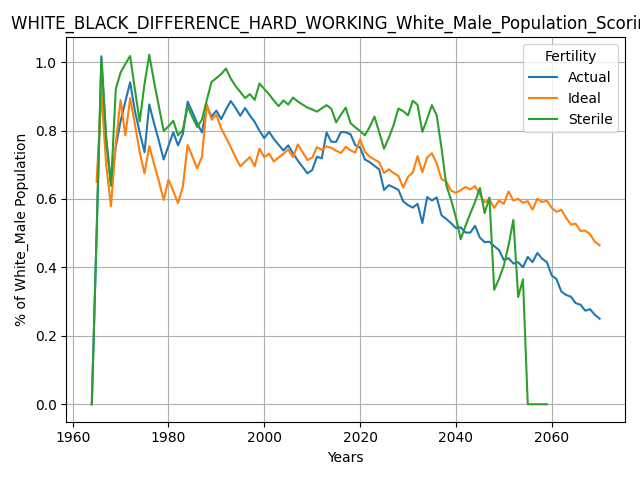 WHITE_BLACK_DIFFERENCE_HARD_WORKING_White_Male_Population_Scorin
Fertility
Actual
Ideal
Sterile
% of White_Male Population
1.0
0.8
0.6
0.4
0.2
0.0
1960
1980
2000
2020
2040
2060
Years